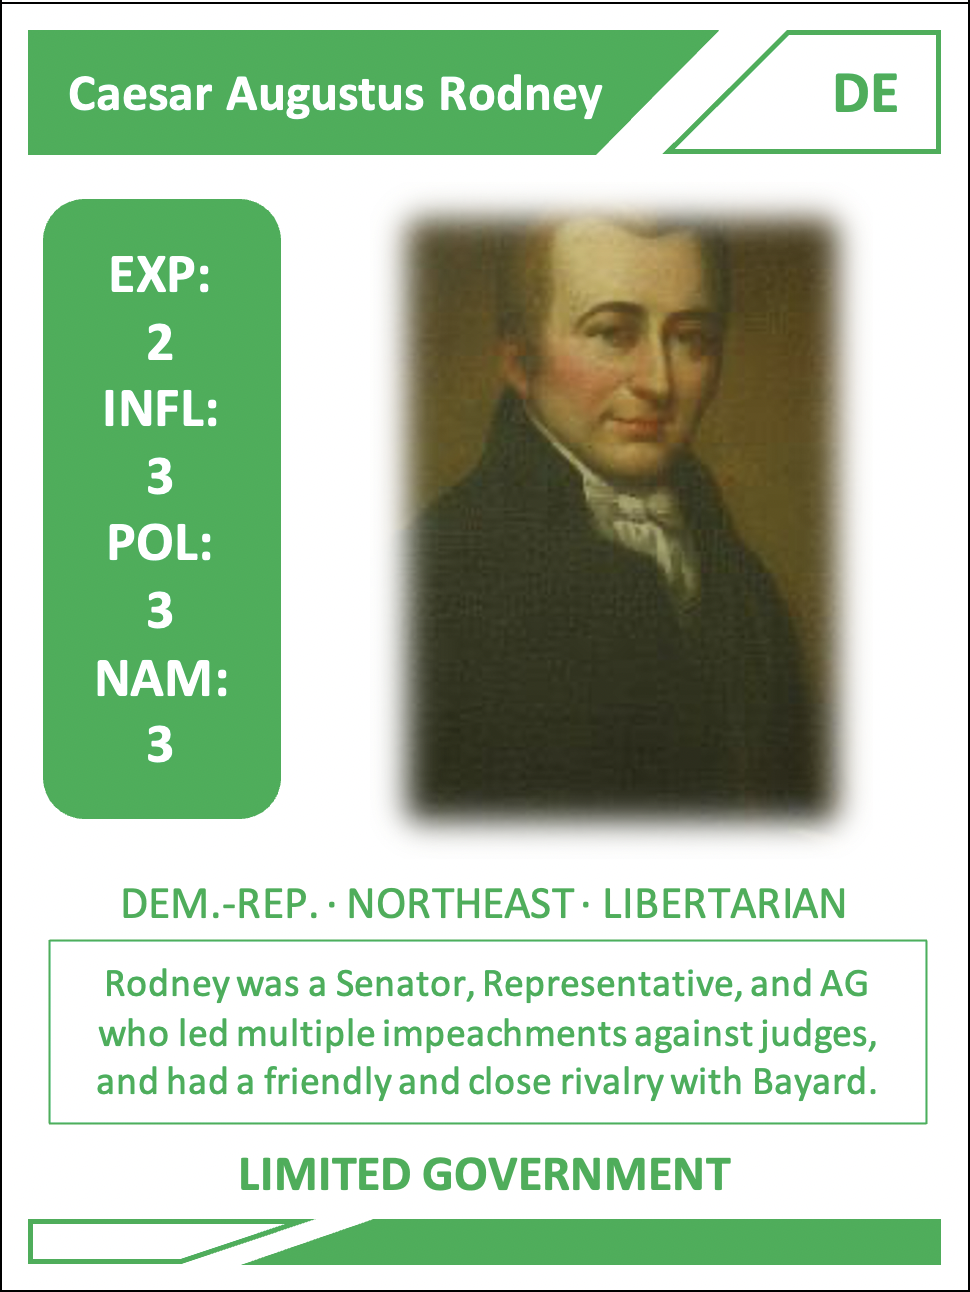 Caesar Augustus Rodney
DE
EXP:
2
INFL:
3
POL:
3
NAM:
3
DEM.-REP. · NORTHEAST · LIBERTARIAN
Rodney was a Senator, Representative, and AG
who led multiple impeachments against judges,
and had a friendly and close rivalry with Bayard.
LIMITED GOVERNMENT